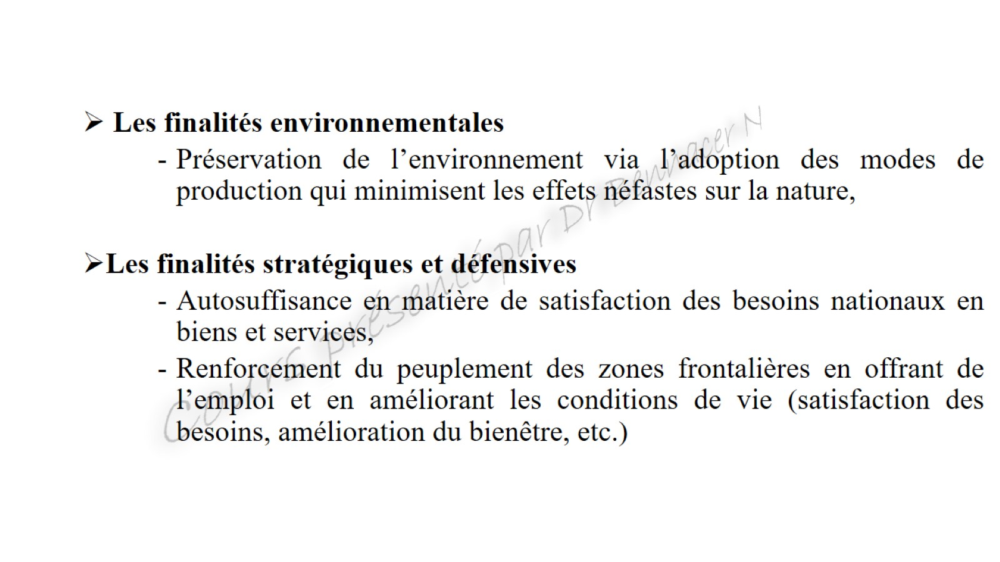 ➢ Les finalités environnementales
- Préservation de l’environnement via l’adoption des modes de
production qui minimisent les effets néfastes sur la nature,
➢Les finalités stratégiques et défensives
- Autosuffisance en matière de satisfaction des besoins nationaux en
biens et services,
- Renforcement du peuplement des zones frontalières en offrant de
l’emploi et en améliorant les conditions de vie (satisfaction des
besoins, amélioration du bienêtre, etc.)
Cours présenté par Dr Bennacer N